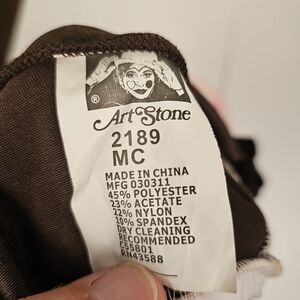 ®
Art Stone
2189
MC
MADE IN CHINA
MFG 030311
45% POLYESTER
23% ACETATE
22% NYLON
10% SPANDEX
DRY CLEANING
RECOMMENDED
C55801
RN43588